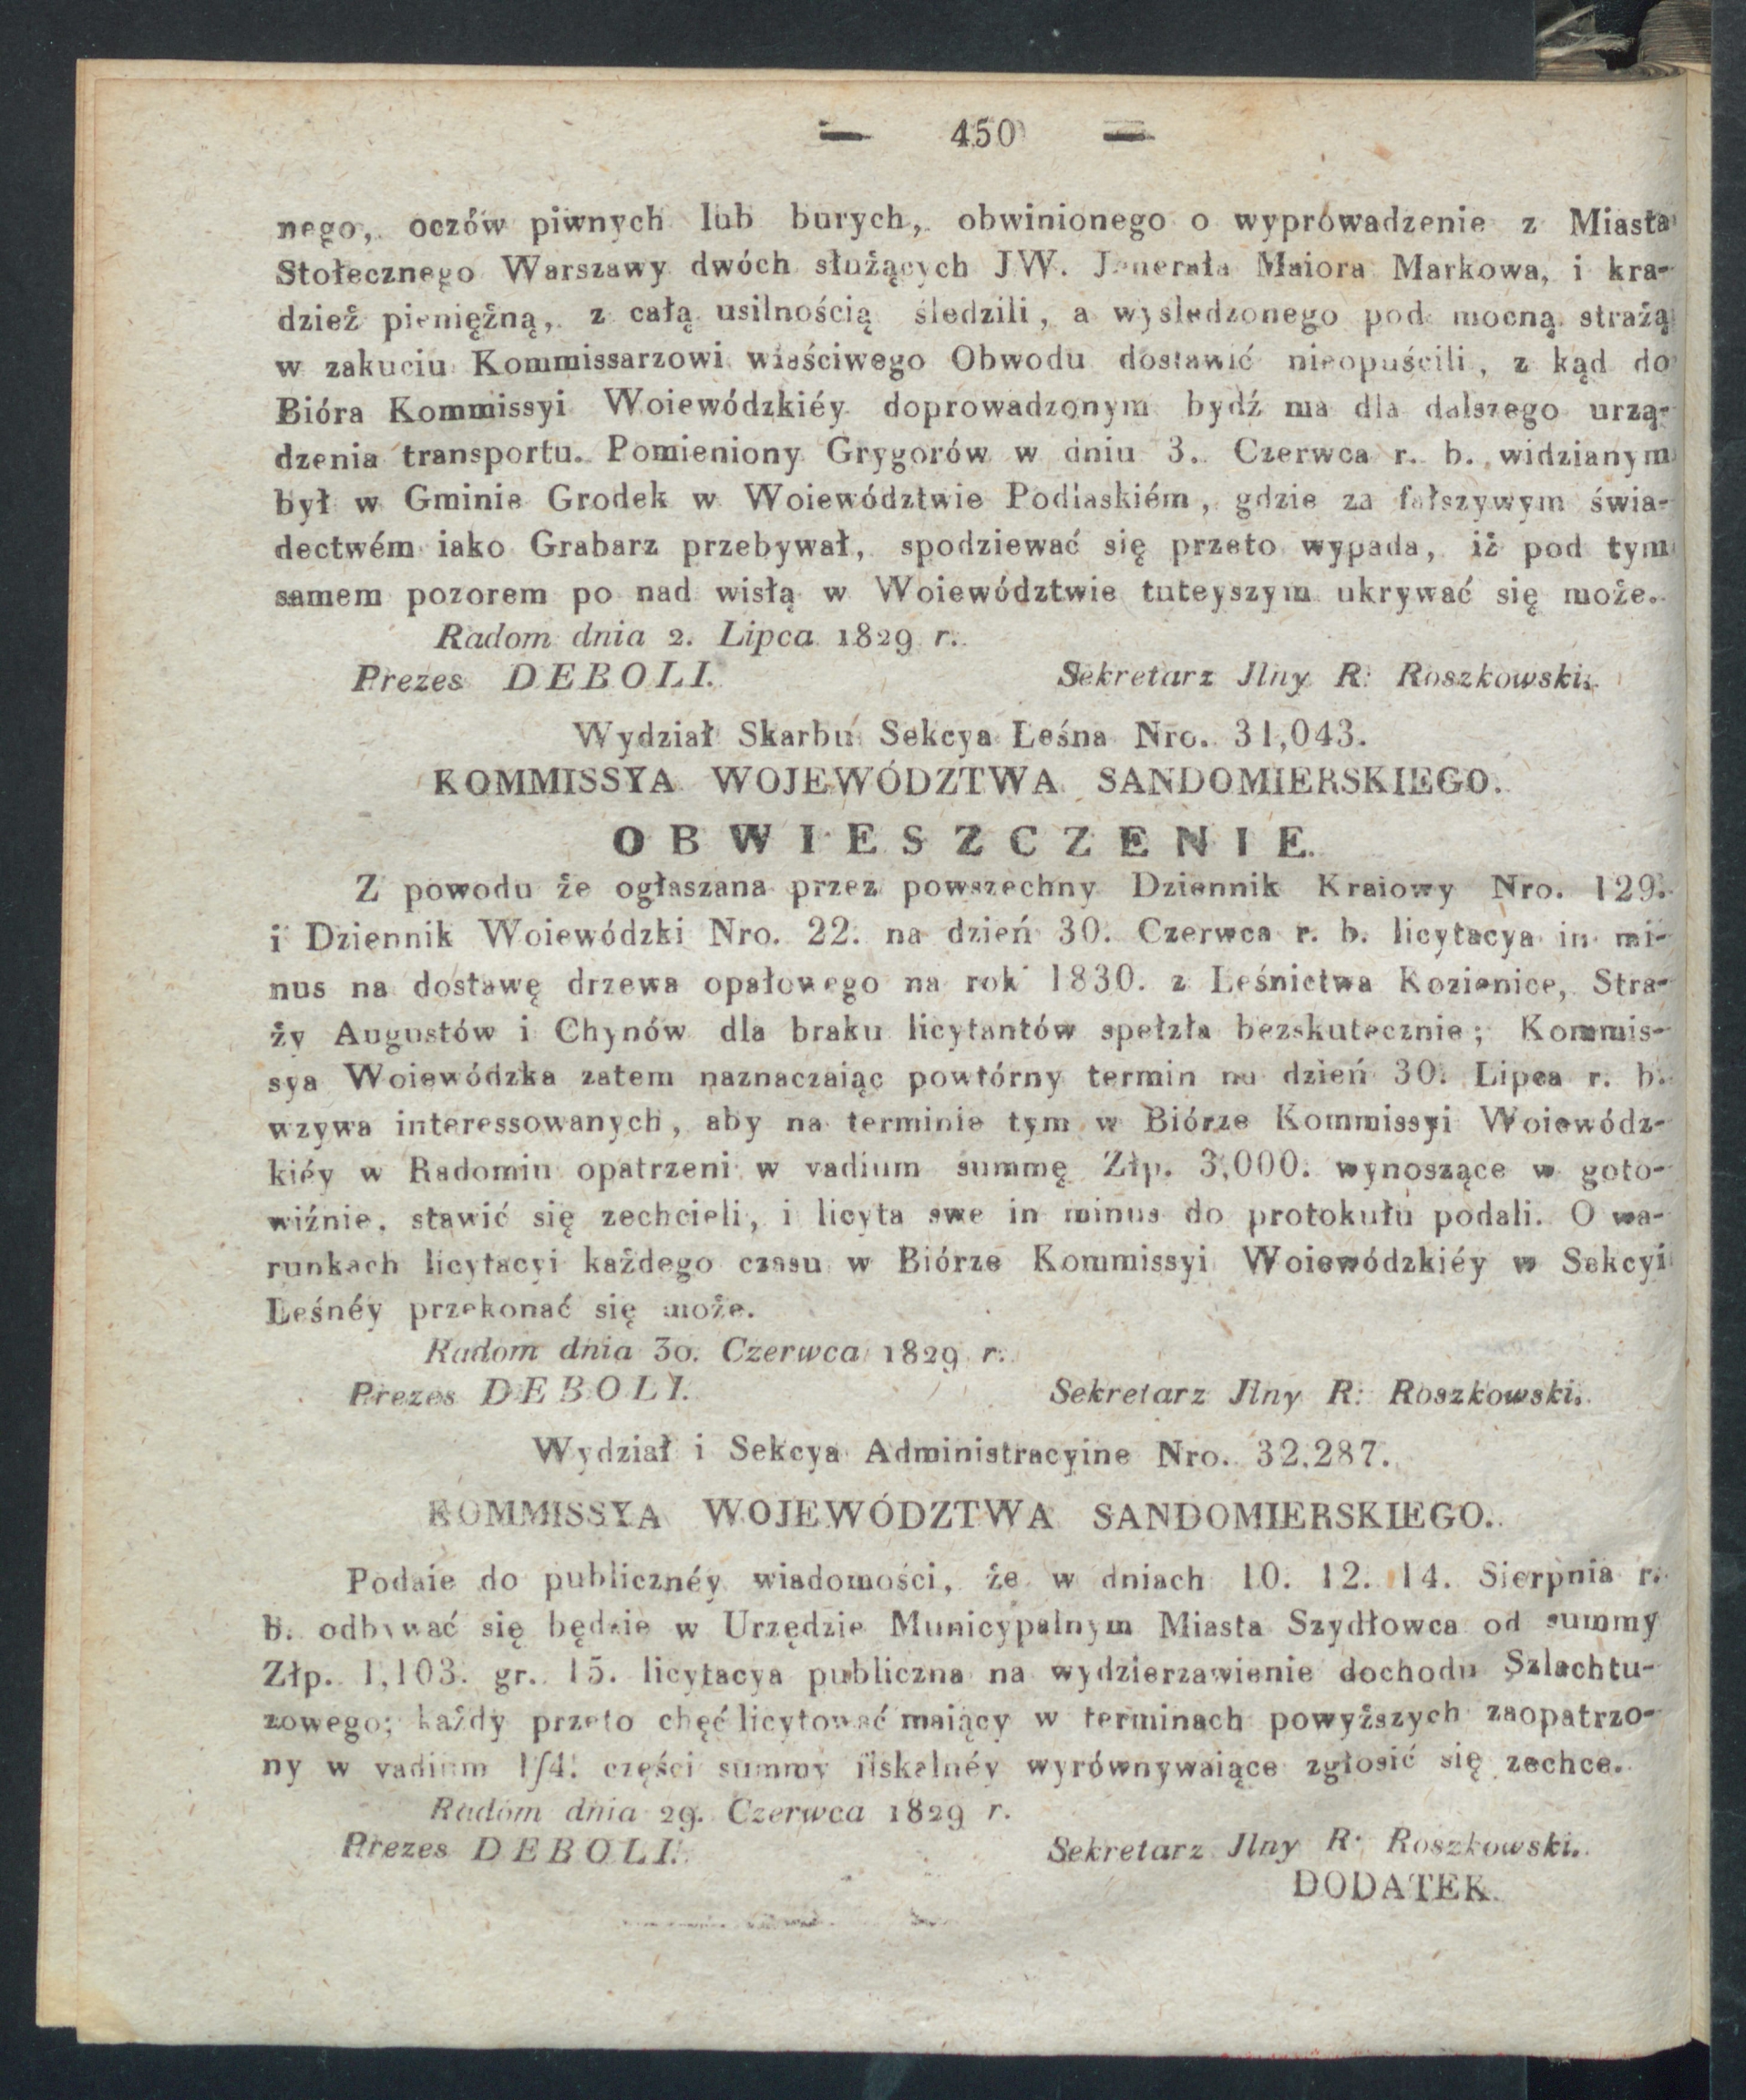 — 450 —
nego, oczów piwnych lub burych, obwinionego o wyprowadzenie z Miasta
Stołecznego Warszawy dwóch służących JW. Jenerała Maiora Markowa, i kra-
dzież pieniężną, z całą usilnością śledzili, a wyśledzonego pod mocną strażą
w zakuciu Kommissarzowi właściwego Obwodu dostawić nieopuścili, z kąd do
Bióra Kommissyi Woiewódzkiéy doprowadzonym bydź ma dla dalszego urzą-
dzenia transportu. Pomieniony Grygorów w dniu 3. Czerwca r. b. widzianym
był w Gminie Grodek w Woiewództwie Podlaskiém, gdzie za fałszywym świa-
dectwém iako Grabarz przebywał, spodziewać się przeto wypada, iż pod tym
samem pozorem po nad wisłą w Woiewództwie tuteyszym ukrywać się może.
Radom dnia 2. Lipca 1829 r.
Prezes DEBOLI. Sekretarz Jlny R: Roszkowski.
Wydział Skarbu Sekcya Leśna Nro. 31,043.
KOMMISSYA WOJEWÓDZTWA SANDOMIERSKIEGO.
OBWIESZCZENIE.
Z powodu że ogłaszana przez powszechny Dziennik Kraiowy Nro. 129.
i Dziennik Woiewódzki Nro. 22. na dzień 30. Czerwca r. b. licytacya in mi-
nus na dostawę drzewa opałowego na rok 1830. z Leśnictwa Kozienice, Stra-
ży Augustów i Chynów dla braku licytantów spełzła bezskutecznie; Kommis-
sya Woiewódzka zatem naznaczaiąc powtórny termin na dzień 30. Lipca r. b.
wzywa interessowanych, aby na terminie tym w Biórze Kommissyi Woiewódz-
kiéy w Radomiu opatrzeni w vadium summę Złp. 3,000. wynoszące w goto-
wiźnie, stawić się zechcieli, i licyta swe in minus do protokułu podali. O wa-
runkach licytacyi każdego czasu w Biórze Kommissyi Woiewódzkiéy w Sekcyi
Leśnéy przekonać się może.
Radom dnia 30. Czerwca 1829 r.
Prezes DEBOLI. Sekretarz Jlny R: Roszkowski.
Wydział i Sekcya Administracyine Nro. 32,287.
KOMMISSYA WOJEWÓDZTWA SANDOMIERSKIEGO.
Podaie do publicznéy wiadomości, że w dniach 10. 12. 14. Sierpnia r.
b. odbywać się będzie w Urzędzie Municypalnym Miasta Szydłowca od summy
Złp. 1,103. gr. 15. licytacya publiczna na wydzierzawienie dochodu Szlachtu-
zowego; każdy przeto chęć licytować maiący w terminach powyższych zaopatrzo-
ny w vadium 1/4. części summy fiskalnéy wyrównywaiące zgłosić się zechce.
Radom dnia 29. Czerwca 1829 r.
Prezes DEBOLI. Sekretarz Jlny R: Roszkowski.
DODATEK.